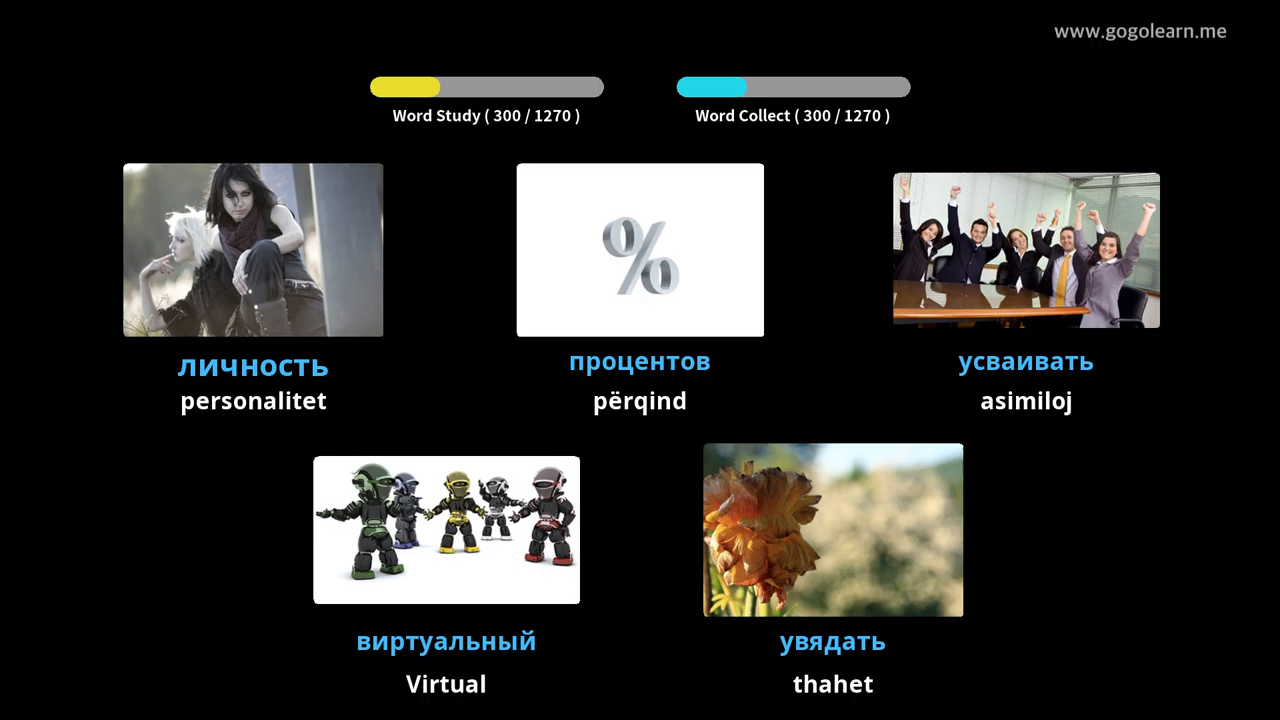 www.gogolearn.me
Word Study ( 300 / 1270 )
Word Collect ( 300 / 1270 )
личность
personalitet
процентов
përqind
усваивать
asimiloj
%
виртуальный
Virtual
увядать
thahet